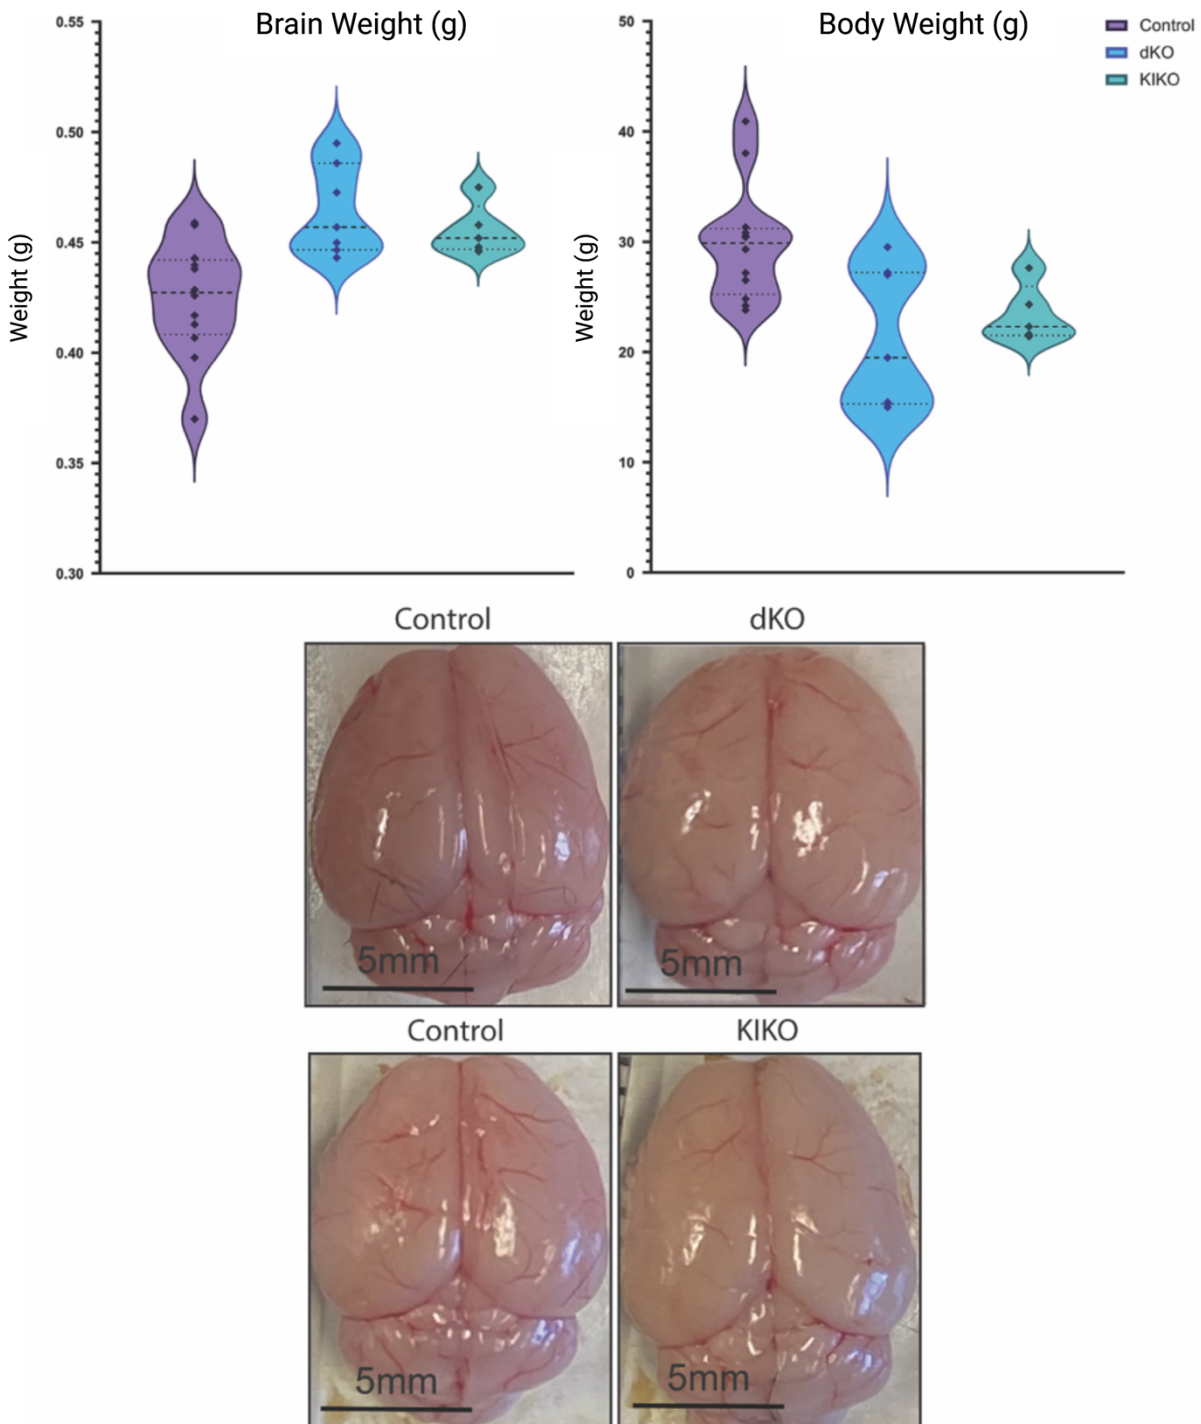 Brain Weight (g)
Weight (g)
0.55
0.50
0.45
0.40
0.35
0.30
Body Weight (g)
Weight (g)
50
40
30
20
10
0
Control
dKO
KIKO
Control
dKO
5mm
5mm
Control
KIKO
5mm
5mm